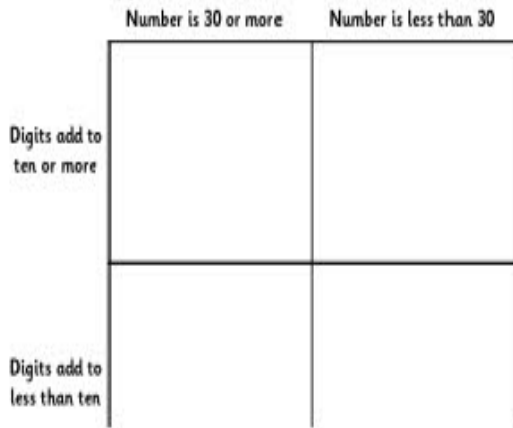 Number is 30 or more
Number is less than 30
Digits add to
ten or more
Digits add to
less than ten